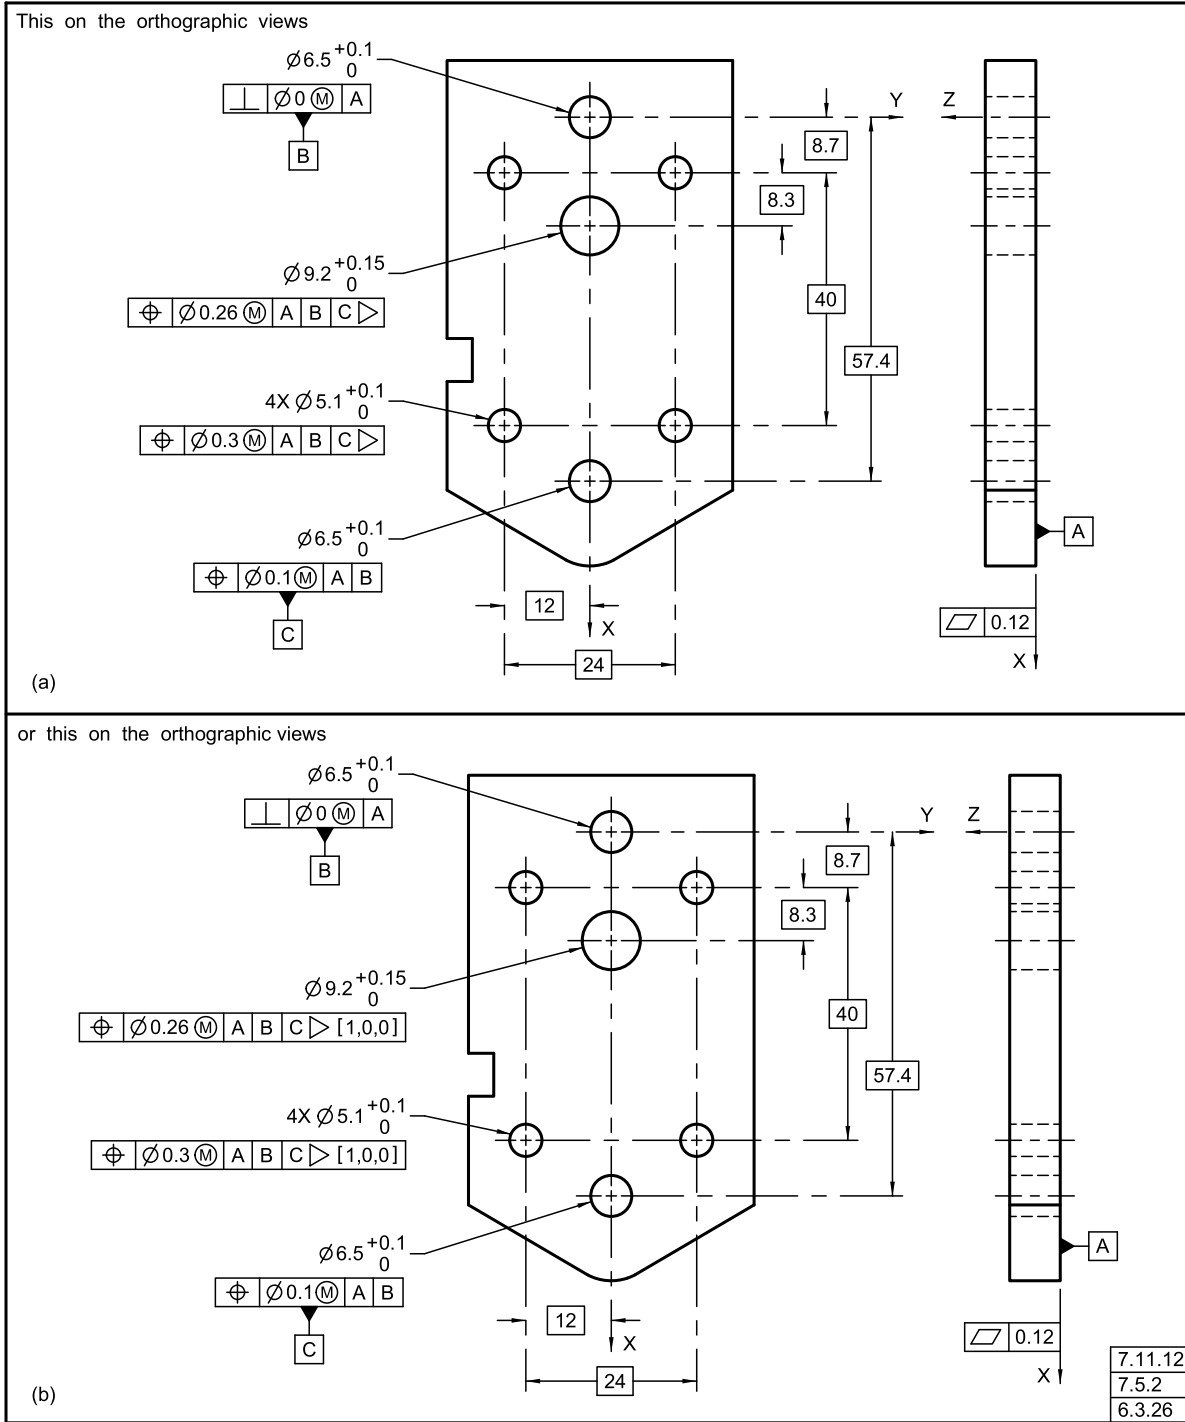 This on the orthographic views
Ø6.5 +0.1
0
⟂ Ø0 Ⓜ A
B
Y Z
8.7
8.3
Ø9.2 +0.15
0
⌖ Ø0.26 Ⓜ A B C ▷
40
57.4
4X Ø5.1 +0.1
0
⌖ Ø0.3 Ⓜ A B C ▷
Ø6.5 +0.1
0
A
⌖ Ø0.1 Ⓜ A B
12
⏥ 0.12
C
X
24
X
(a)
or this on the orthographic views
Ø6.5 +0.1
0
⟂ Ø0 Ⓜ A
B
Y Z
8.7
8.3
Ø9.2 +0.15
0
⌖ Ø0.26 Ⓜ A B C ▷ [1,0,0]
40
57.4
4X Ø5.1 +0.1
0
⌖ Ø0.3 Ⓜ A B C ▷ [1,0,0]
Ø6.5 +0.1
0
A
⌖ Ø0.1 Ⓜ A B
12
⏥ 0.12
C
X
24
X
(b)
7.11.12
7.5.2
6.3.26